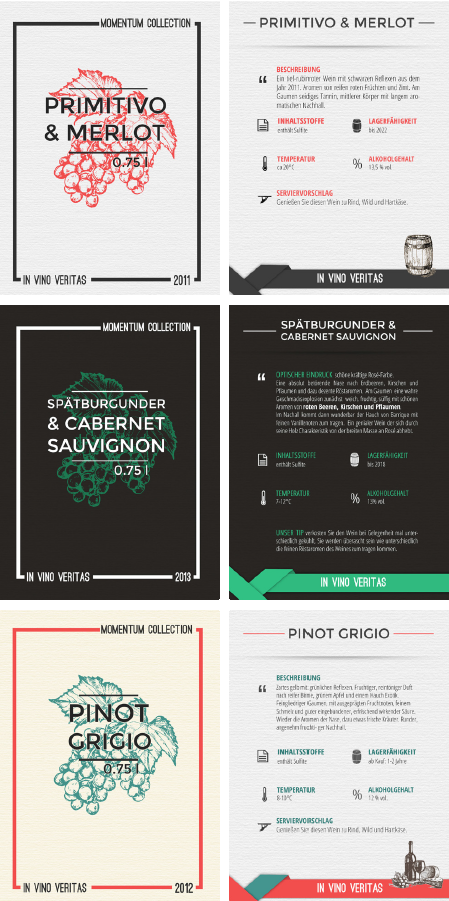 MOMENTUM COLLECTION
PRIMITIVO
& MERLOT
0.75 l
IN VINO VERITAS
2011
PRIMITIVO & MERLOT
BESCHREIBUNG
“
Ein tief-rubinroter Wein mit schwarzen Reflexen aus dem
Jahr 2011. Aromen von reifen roten Früchten und Zimt. Am
Gaumen seidiges Tannin, mittlerer Körper mit langem aro-
matischen Nachhall.
INHALTSSTOFFE
enthält Sulfite
LAGERFÄHIGKEIT
bis 2022
TEMPERATUR
ca.20°C
%
ALKOHOLGEHALT
13,5 % vol.
SERVIERVORSCHLAG
Genießen Sie diesen Wein zu Rind, Wild und Hartkäse.
IN VINO VERITAS
MOMENTUM COLLECTION
SPÄTBURGUNDER
& CABERNET
SAUVIGNON
0.75 l
IN VINO VERITAS
2013
SPÄTBURGUNDER &
CABERNET SAUVIGNON
“
OPTISCHER EINDRUCK schöne kräftige Rosé-Farbe.
Eine absolut betörende Nase nach Erdbeeren, Kirschen und
Pflaumen und dazu dezente Röstaromen. Am Gaumen eine wahre
Geschmacksexplosion zunächst weich, fruchtig, süffig mit schönen
Aromen von roten Beeren, Kirschen und Pflaumen.
Im Nachhall kommt dann wunderbar der Hauch von Barrique mit
feinen Vanillenoten zum tragen. Ein genialer Wein der sich durch
seine Holz Charakteristik von der breiten Masse an Rosé abhebt.
INHALTSSTOFFE
enthält Sulfite
LAGERFÄHIGKEIT
bis 2018
TEMPERATUR
7-12°C
%
ALKOHOLGEHALT
13% vol.
UNSER TIP verkosten Sie den Wein bei Gelegenheit mal unter-
schiedlich gekühlt. Sie werden überrascht sein wie unterschiedlich
die feinen Röstaromen des Weines zum tragen kommen.
IN VINO VERITAS
MOMENTUM COLLECTION
PINOT
GRIGIO
0.75 l
IN VINO VERITAS
2012
PINOT GRIGIO
BESCHREIBUNG
“
Zartes gelb mit grünlichen Reflexen. Fruchtiger, reintöniger Duft
nach reifer Birne, grünem Apfel und einem Hauch Exotik.
Feingliedriger Gaumen, mit ausgeprägten Fruchtnoten, feinem
Schmelz und guter eingebundener, erfrischend wirkender Säure.
Wieder die Aromen der Nase, dazu etwas frische Kräuter. Runder,
angenehm fruchtiger Nachhall.
INHALTSSTOFFE
enthält Sulfite
LAGERFÄHIGKEIT
ab Kauf: 1-2 Jahre
TEMPERATUR
8-10°C
%
ALKOHOLGEHALT
12 % vol.
SERVIERVORSCHLAG
Genießen Sie diesen Wein zu Rind, Wild und Hartkäse.
IN VINO VERITAS